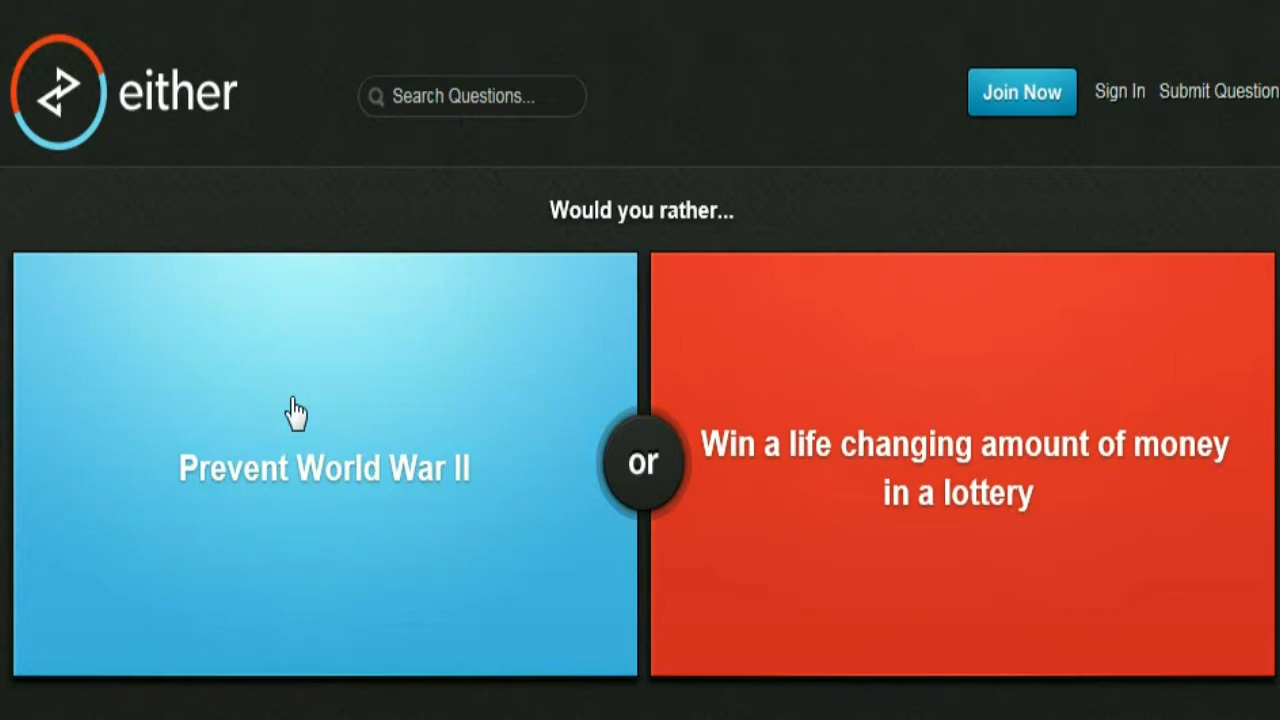 either
Search Questions...
Join Now
Sign In
Submit Question
Would you rather...
Prevent World War II
or
Win a life changing amount of money
in a lottery